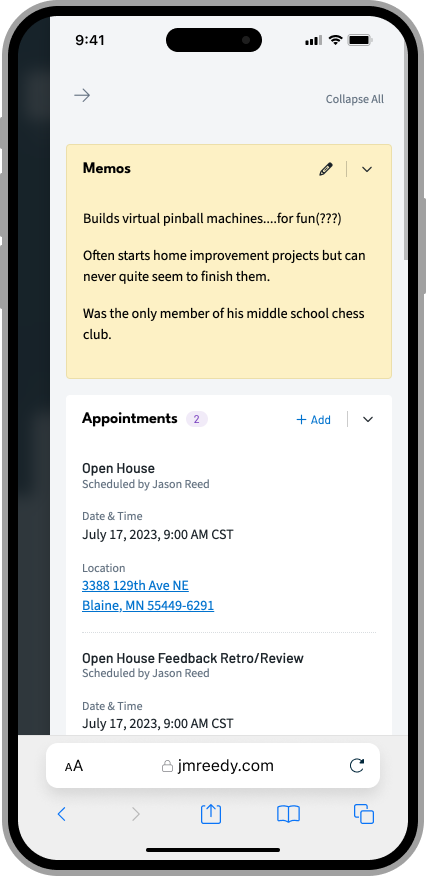 9:41
Collapse All
Memos
Builds virtual pinball machines....for fun(???)
Often starts home improvement projects but can
never quite seem to finish them.
Was the only member of his middle school chess
club.
Appointments 2 + Add
Open House
Scheduled by Jason Reed
Date & Time
July 17, 2023, 9:00 AM CST
Location
3388 129th Ave NE
Blaine, MN 55449-6291
Open House Feedback Retro/Review
Scheduled by Jason Reed
Date & Time
July 17, 2023, 9:00 AM CST
AA jmreedy.com